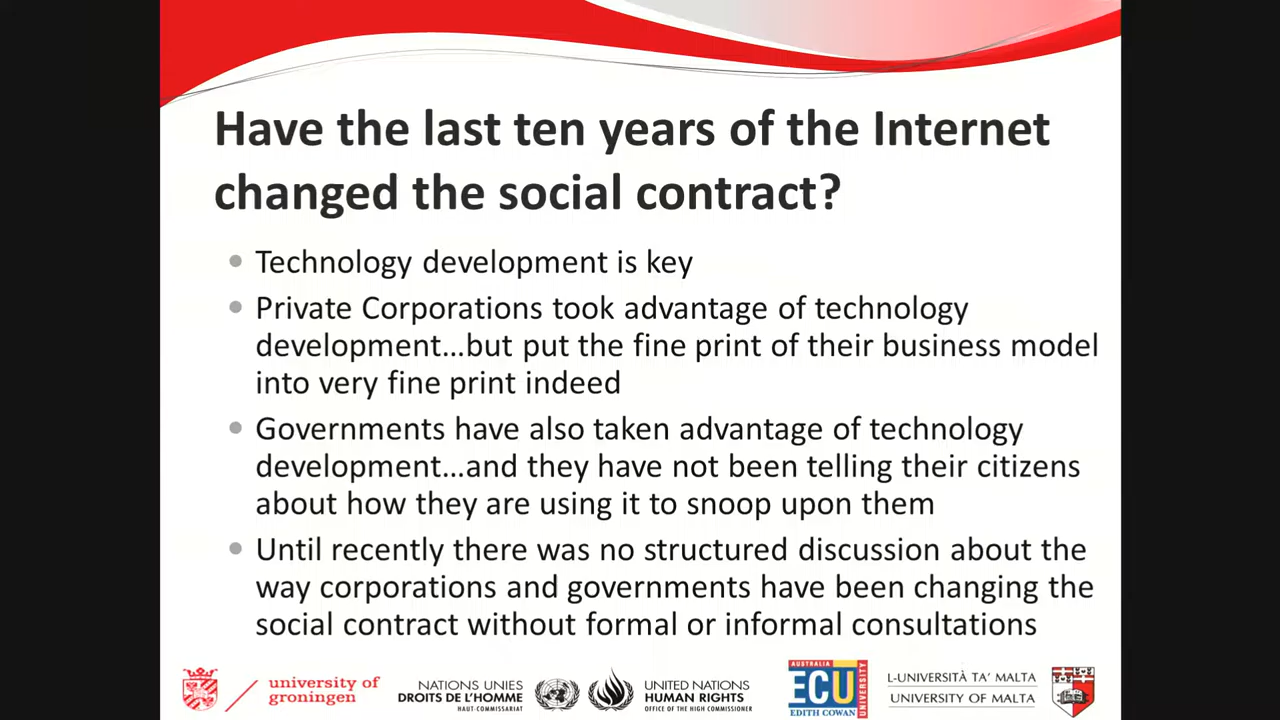 Have the last ten years of the Internet
changed the social contract?
Technology development is key
Private Corporations took advantage of technology
development...but put the fine print of their business model
into very fine print indeed
Governments have also taken advantage of technology
development...and they have not been telling their citizens
about how they are using it to snoop upon them
Until recently there was no structured discussion about the
way corporations and governments have been changing the
social contract without formal or informal consultations
university of
groningen
NATIONS UNIES
DROITS DE L'HOMME
HAUT-COMMISSARIAT
UNITED NATIONS
HUMAN RIGHTS
OFFICE OF THE HIGH COMMISSIONER
AUSTRALIA
ECU
EDITH COWAN
UNIVERSITY
L-UNIVERSITÀ TA' MALTA
UNIVERSITY OF MALTA